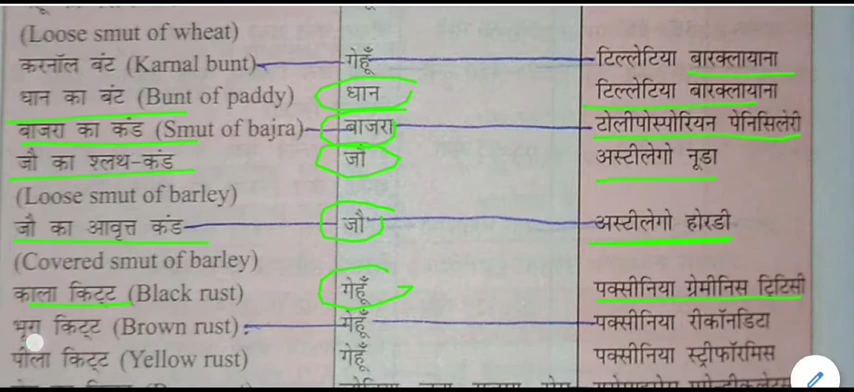 (Loose smut of wheat)
करनॉल बंट (Karnal bunt) गेहूँ टिल्लेटिया बारक्लायाना
धान का बंट (Bunt of paddy) धान टिल्लेटिया बारक्लायाना
बाजरा का कंड (Smut of bajra) बाजरा टोलीपोस्पोरियन पेनिसिलेरी
जौ का श्लथ-कंड जौ अस्टीलेगो नूडा
(Loose smut of barley)
जौ का आवृत्त कंड जौ अस्टीलेगो होरडी
(Covered smut of barley)
काला किट्ट (Black rust) गेहूँ पक्सीनिया ग्रेमीनिस ट्रिटिसी
किट्ट (Brown rust) गेहूँ पक्सीनिया रीकॉनडिटा
पीला किट्ट (Yellow rust) गेहूँ पक्सीनिया स्ट्रीफॉरमिस